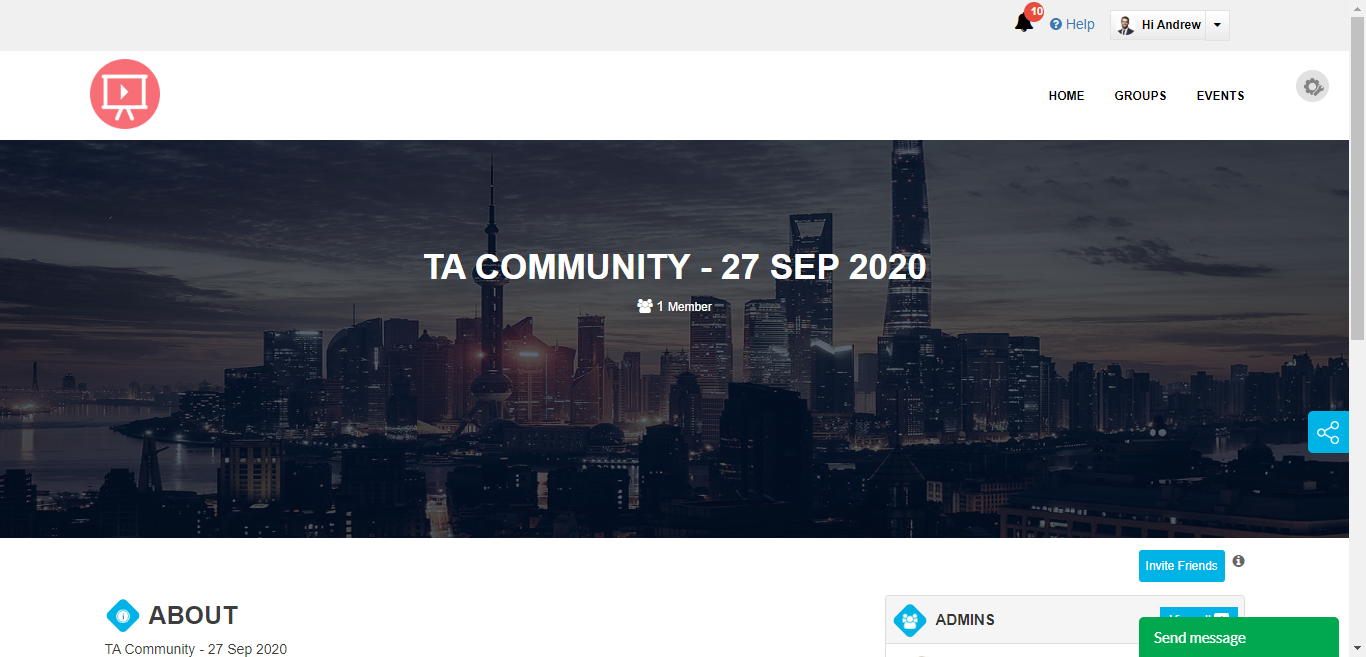 10
Help
Hi Andrew
HOME GROUPS EVENTS
TA COMMUNITY - 27 SEP 2020
1 Member
Invite Friends
ABOUT
ADMINS
TA Community - 27 Sep 2020
Send message